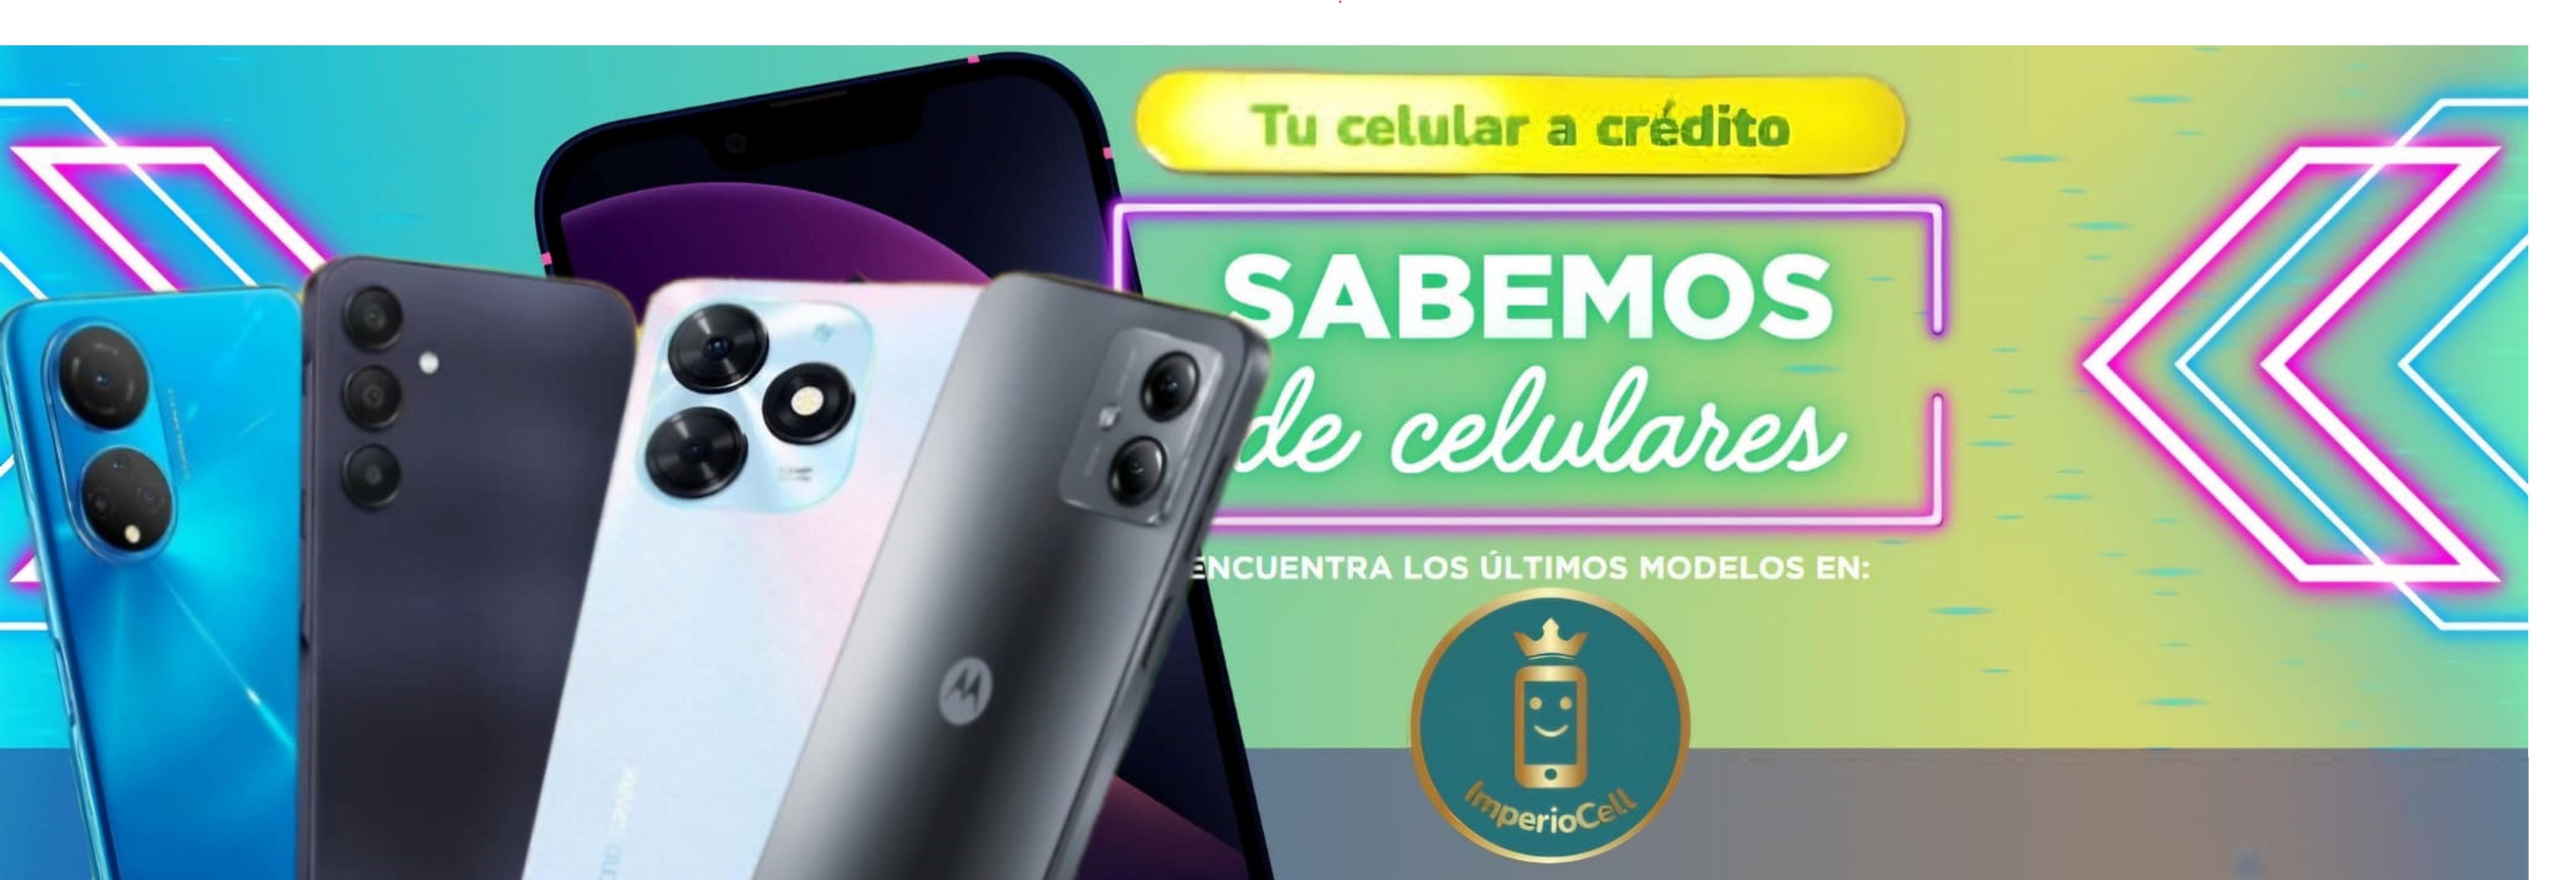 Tu celular a crédito
SABEMOS
de celulares
ENCUENTRA LOS ÚLTIMOS MODELOS EN:
ImperioCell